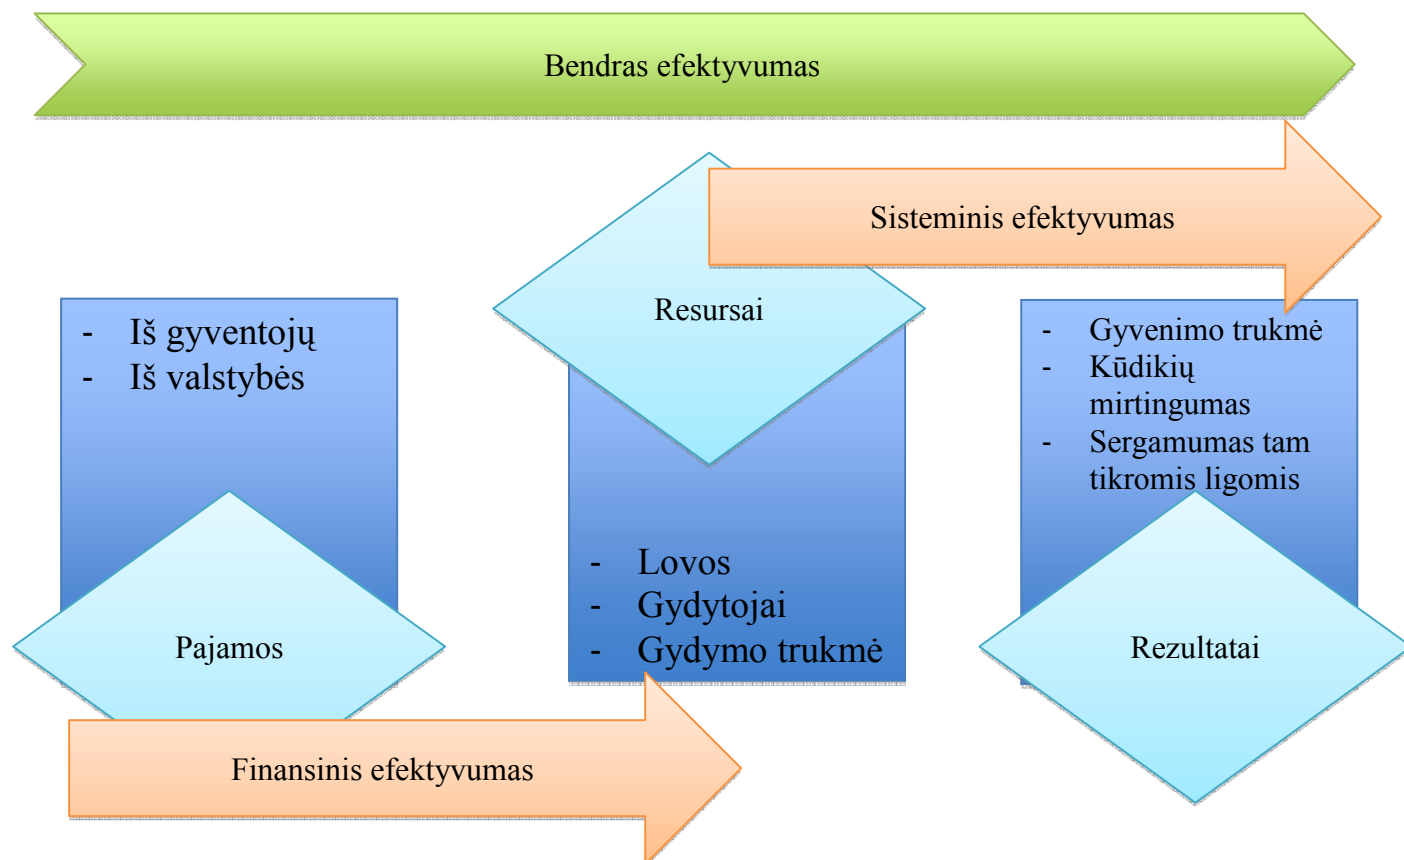 Bendras efektyvumas
Sisteminis efektyvumas
- Iš gyventojų
- Iš valstybės
Pajamos
Resursai
- Lovos
- Gydytojai
- Gydymo trukmė
- Gyvenimo trukmė
- Kūdikių
mirtingumas
- Sergamumas tam
tikromis ligomis
Rezultatai
Finansinis efektyvumas